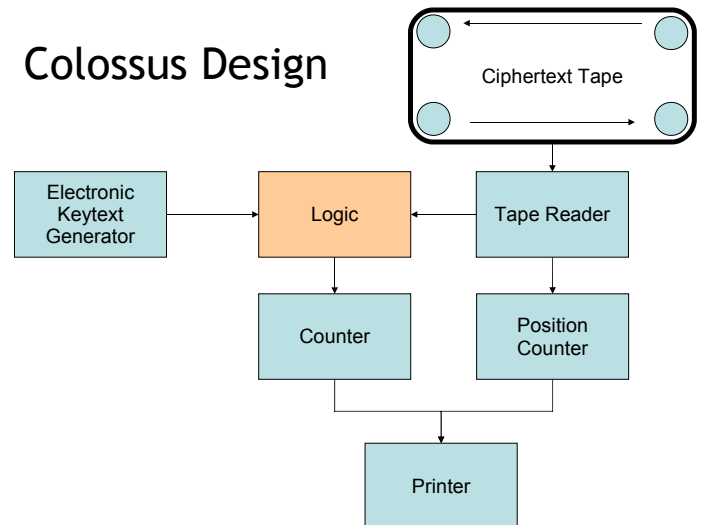 Colossus Design
Ciphertext Tape
Electronic
Keytext
Generator
Logic
Tape Reader
Counter
Position
Counter
Printer